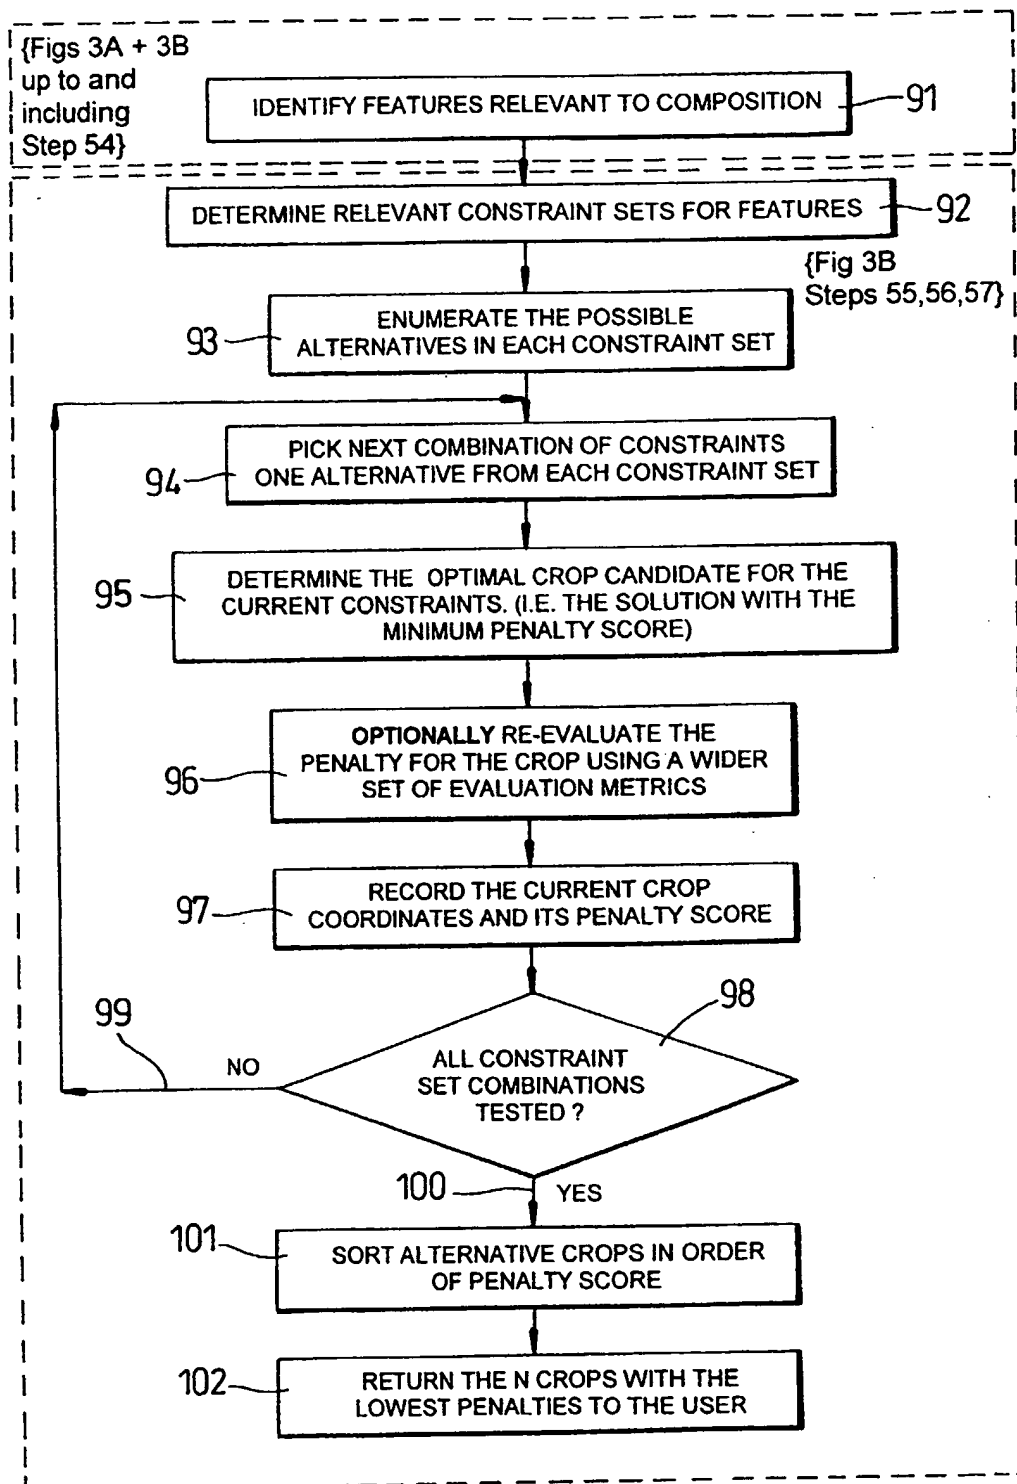 {Figs 3A + 3B
up to and
including
Step 54}
IDENTIFY FEATURES RELEVANT TO COMPOSITION
91
DETERMINE RELEVANT CONSTRAINT SETS FOR FEATURES
92
{Fig 3B
Steps 55,56,57}
93
ENUMERATE THE POSSIBLE
ALTERNATIVES IN EACH CONSTRAINT SET
94
PICK NEXT COMBINATION OF CONSTRAINTS
ONE ALTERNATIVE FROM EACH CONSTRAINT SET
95
DETERMINE THE OPTIMAL CROP CANDIDATE FOR THE
CURRENT CONSTRAINTS. (I.E. THE SOLUTION WITH THE
MINIMUM PENALTY SCORE)
96
OPTIONALLY RE-EVALUATE THE
PENALTY FOR THE CROP USING A WIDER
SET OF EVALUATION METRICS
97
RECORD THE CURRENT CROP
COORDINATES AND ITS PENALTY SCORE
98
99
NO
ALL CONSTRAINT
SET COMBINATIONS
TESTED ?
100
YES
101
SORT ALTERNATIVE CROPS IN ORDER
OF PENALTY SCORE
102
RETURN THE N CROPS WITH THE
LOWEST PENALTIES TO THE USER